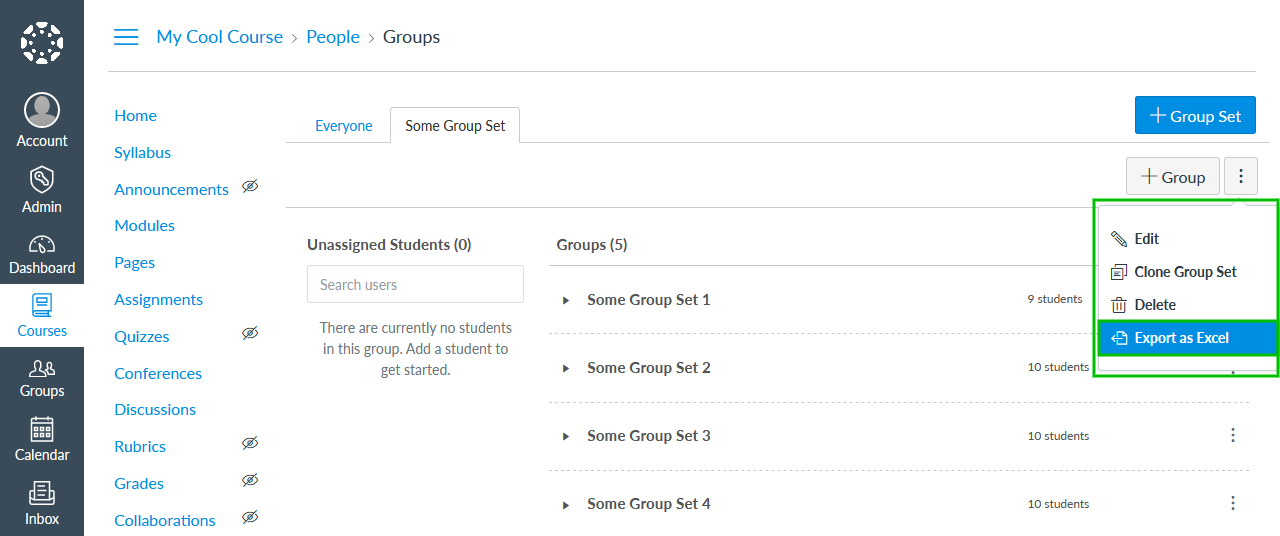 My Cool Course > People > Groups
Account
Admin
Dashboard
Courses
Groups
Calendar
Inbox
Home
Syllabus
Announcements
Modules
Pages
Assignments
Quizzes
Conferences
Discussions
Rubrics
Grades
Collaborations
Everyone
Some Group Set
+ Group Set
+ Group
Edit
Clone Group Set
Delete
Export as Excel
Unassigned Students (0)
Search users
There are currently no students
in this group. Add a student to
get started.
Groups (5)
Some Group Set 1 9 students
Some Group Set 2 10 students
Some Group Set 3 10 students
Some Group Set 4 10 students